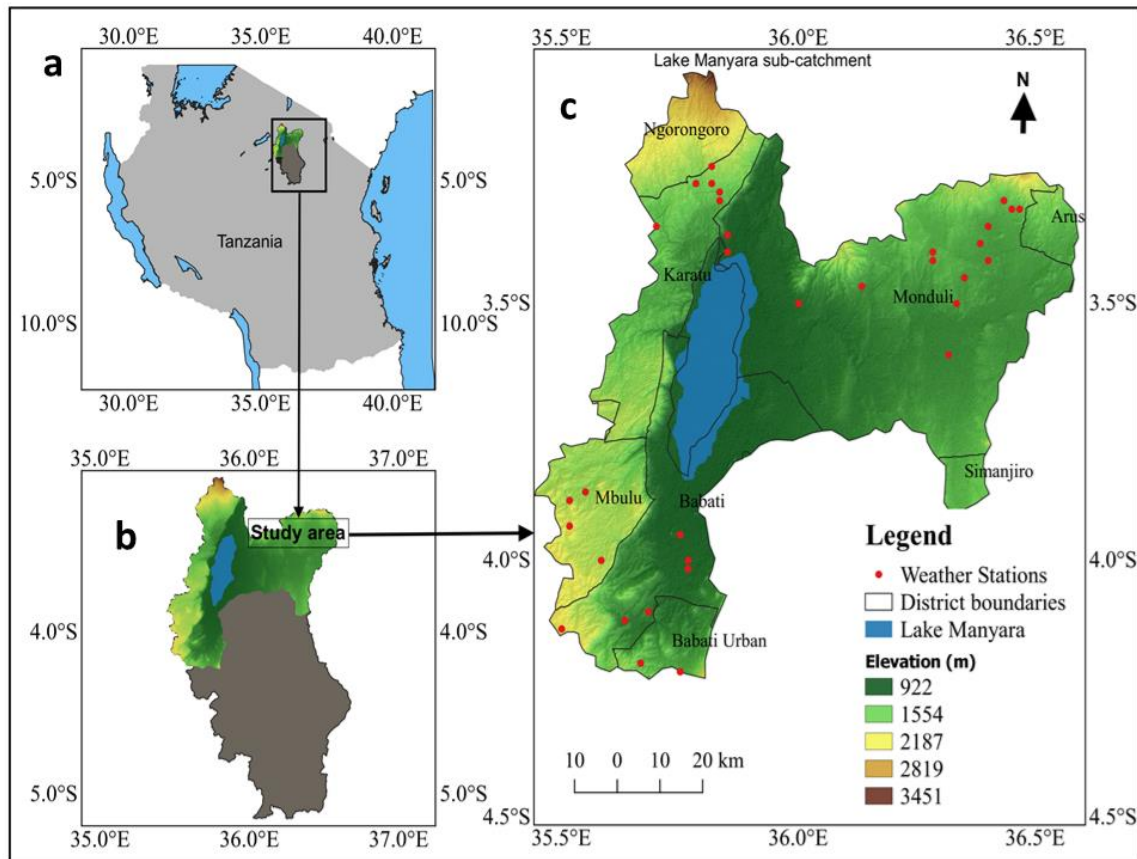 30.0°E 35.0°E 40.0°E
a
5.0°S 5.0°S
Tanzania
10.0°S 10.0°S
30.0°E 35.0°E 40.0°E
35.0°E 36.0°E 37.0°E
b
Study area
4.0°S 4.0°S
5.0°S 5.0°S
35.0°E 36.0°E 37.0°E
35.5°E 36.0°E 36.5°E
Lake Manyara sub-catchment
c
N
Ngorongoro
Arus
Karatu
Monduli
3.5°S 3.5°S
Simanjiro
Mbulu
Babati
4.0°S 4.0°S
Babati Urban
Legend
Weather Stations
District boundaries
Lake Manyara
Elevation (m)
922
1554
2187
2819
3451
10 0 10 20 km
4.5°S 4.5°S
35.5°E 36.0°E 36.5°E